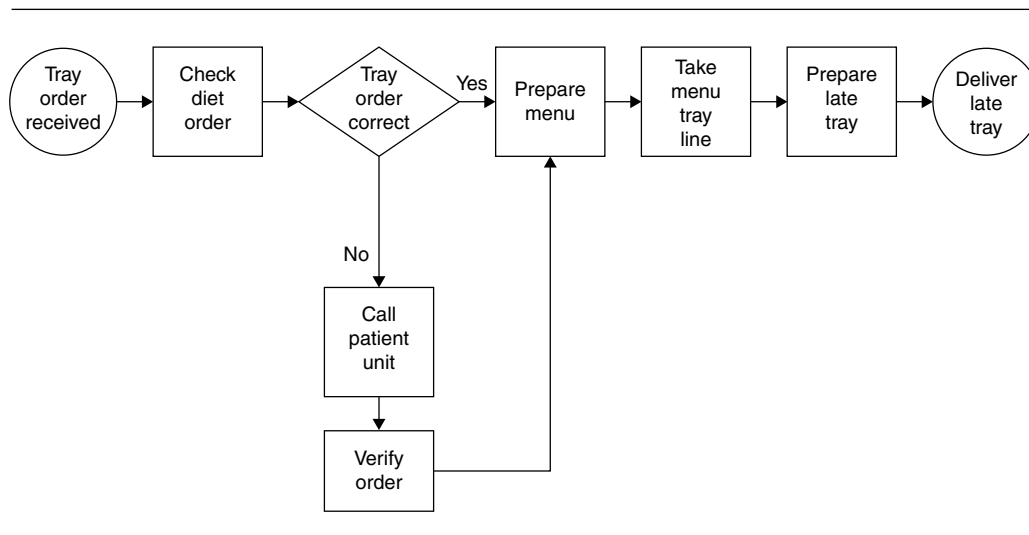 Tray
order
received
Check
diet
order
Tray
order
correct
Yes
Prepare
menu
Take
menu
tray
line
Prepare
late
tray
Deliver
late
tray
No
Call
patient
unit
Verify
order